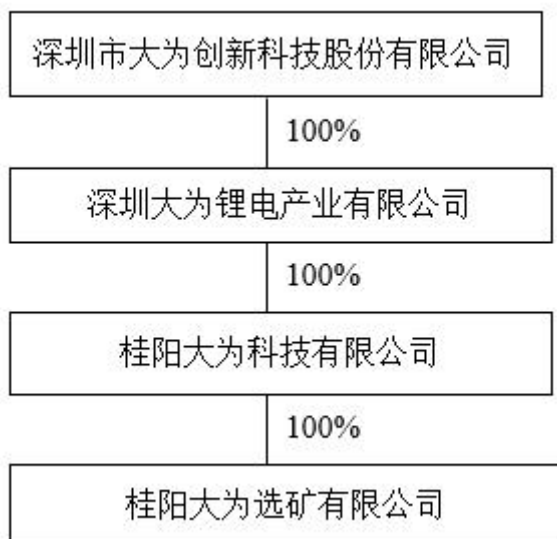 深圳市大为创新科技股份有限公司
100%
深圳大为锂电产业有限公司
100%
桂阳大为科技有限公司
100%
桂阳大为选矿有限公司